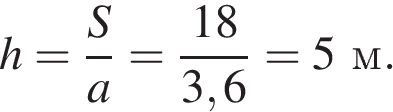 h = S/a = 18/3,6 = 5 м.